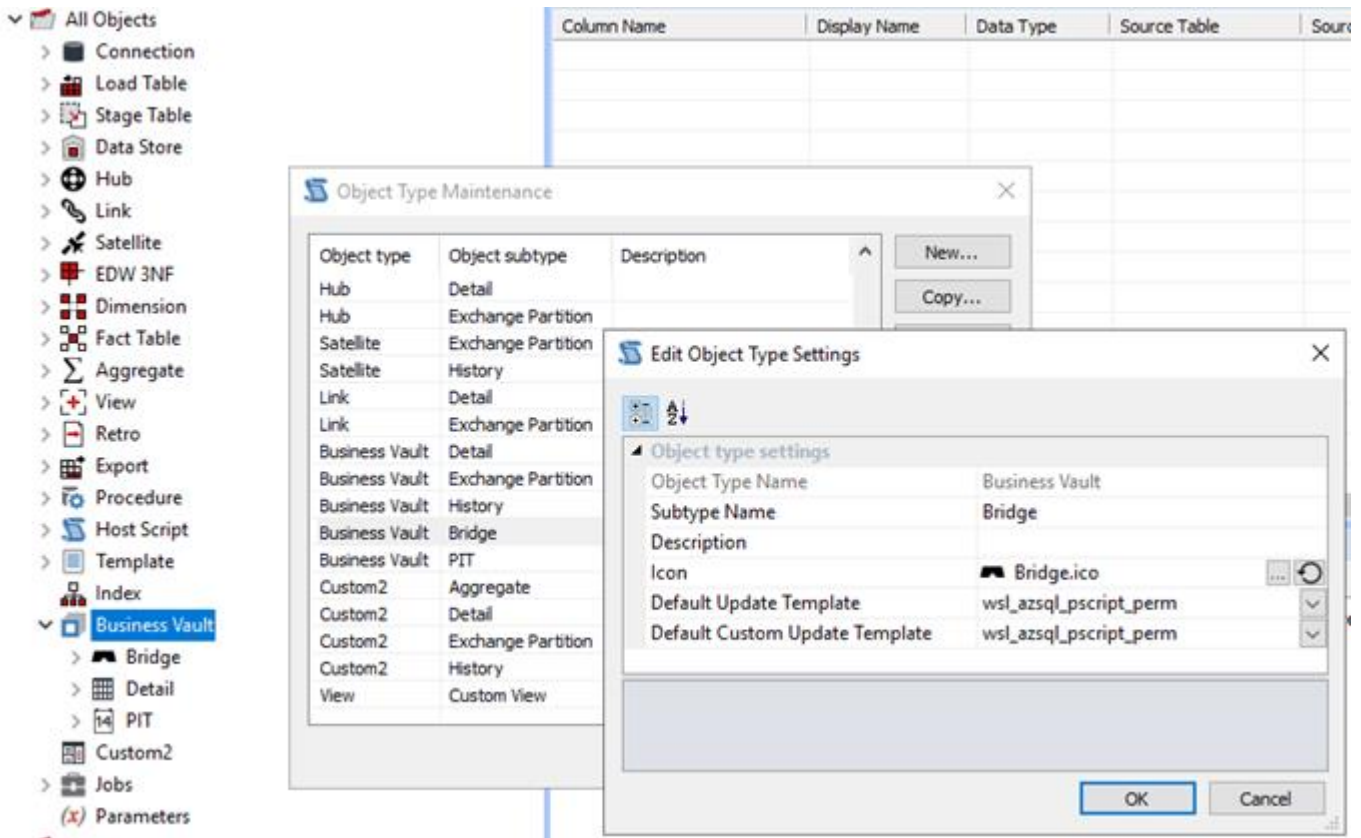 All Objects
Connection
Load Table
Stage Table
Data Store
Hub
Link
Satellite
EDW 3NF
Dimension
Fact Table
Aggregate
View
Retro
Export
Procedure
Host Script
Template
Index
Business Vault
Bridge
Detail
14 PIT
Custom2
Jobs
(x) Parameters
Column Name Display Name Data Type Source Table
Object Type Maintenance
Object type Object subtype Description
Hub Detail
Hub Exchange Partition
Satellite Exchange Partition
Satellite History
Link Detail
Link Exchange Partition
Business Vault Detail
Business Vault Exchange Partition
Business Vault History
Business Vault Bridge
Business Vault PIT
Custom2 Aggregate
Custom2 Detail
Custom2 Exchange Partition
Custom2 History
View Custom View
New...
Copy...
Edit Object Type Settings
Object type settings
Object Type Name Business Vault
Subtype Name Bridge
Description
Icon Bridge.ico ...
Default Update Template wsl_azsql_pscript_perm
Default Custom Update Template wsl_azsql_pscript_perm
OK Cancel